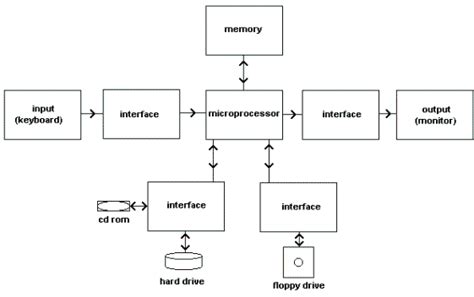 memory
input
(keyboard)
interface
microprocessor
interface
output
(monitor)
interface
interface
cd rom
hard drive
floppy drive